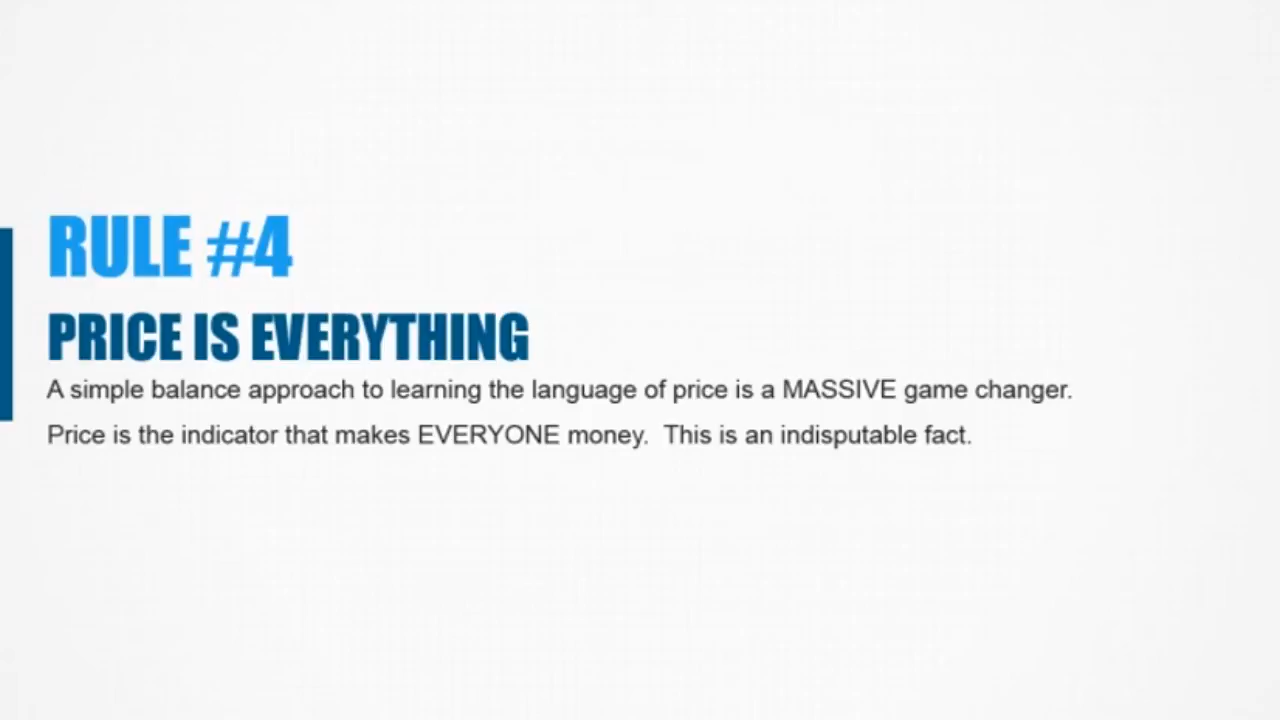 RULE #4
PRICE IS EVERYTHING
A simple balance approach to learning the language of price is a MASSIVE game changer.
Price is the indicator that makes EVERYONE money.  This is an indisputable fact.